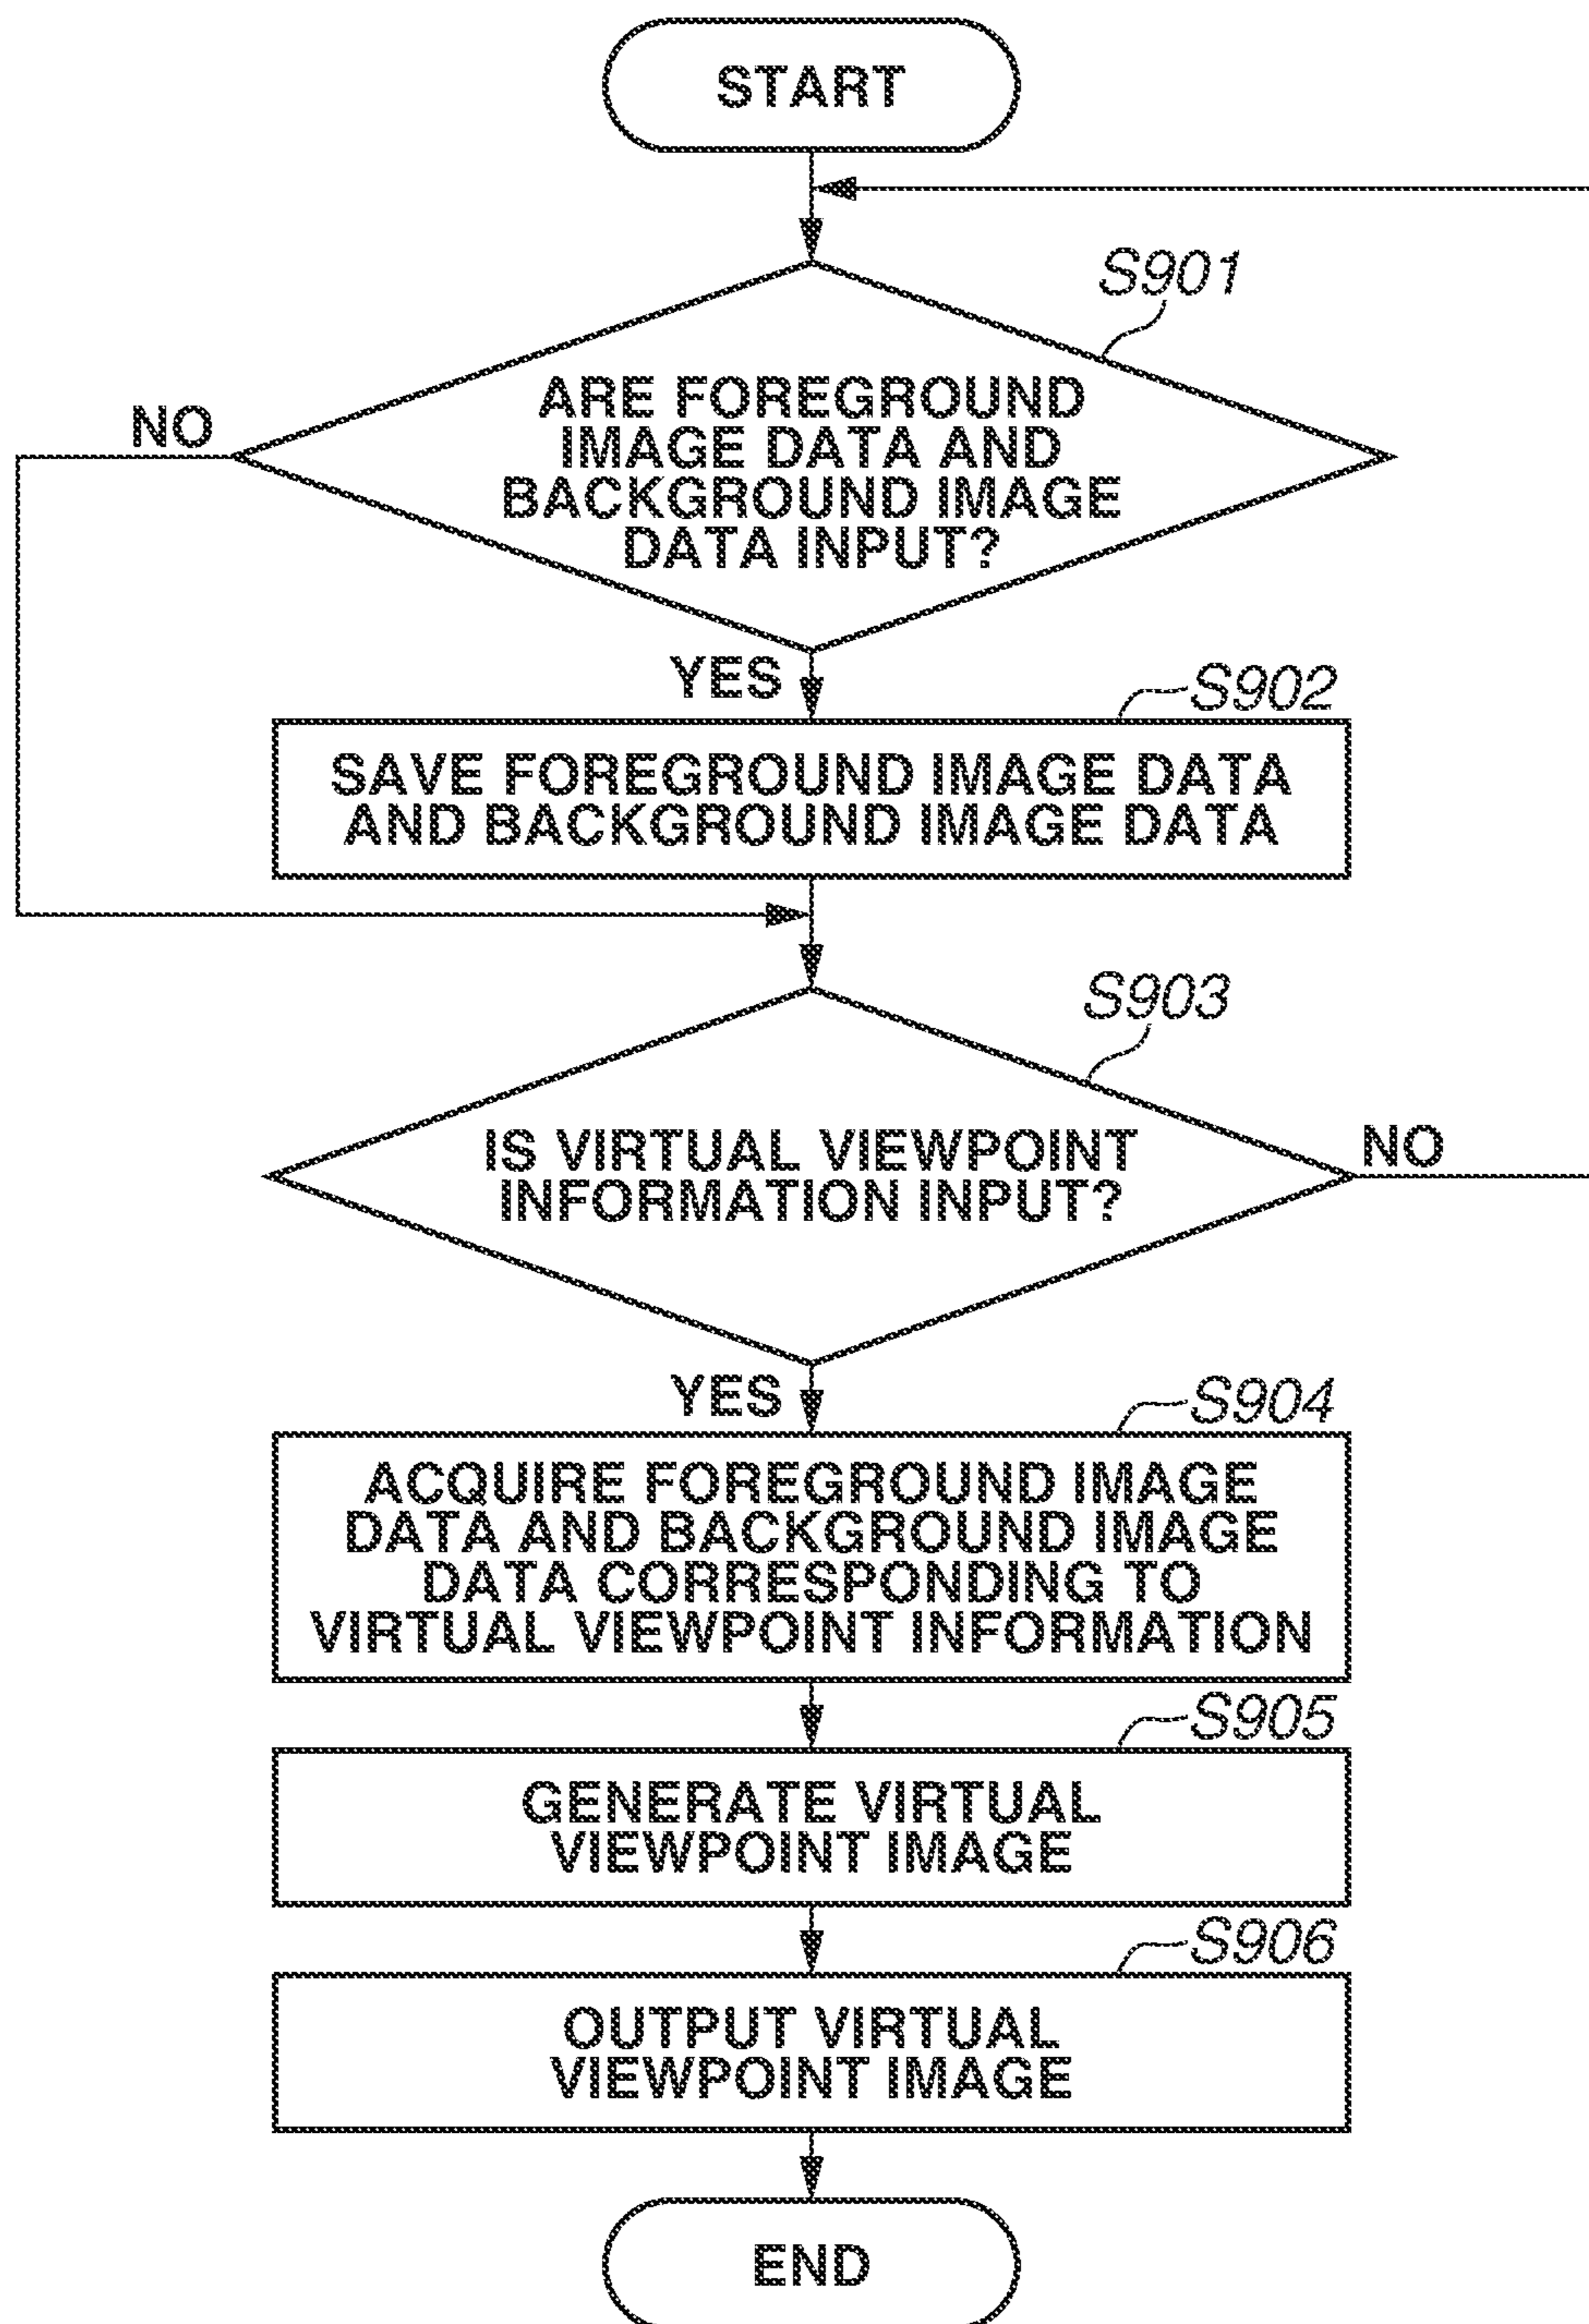 START
S901
ARE FOREGROUND
IMAGE DATA AND
BACKGROUND IMAGE
DATA INPUT?
NO
YES
S902
SAVE FOREGROUND IMAGE DATA
AND BACKGROUND IMAGE DATA
S903
IS VIRTUAL VIEWPOINT
INFORMATION INPUT?
NO
YES
S904
ACQUIRE FOREGROUND IMAGE
DATA AND BACKGROUND IMAGE
DATA CORRESPONDING TO
VIRTUAL VIEWPOINT INFORMATION
S905
GENERATE VIRTUAL
VIEWPOINT IMAGE
S906
OUTPUT VIRTUAL
VIEWPOINT IMAGE
END